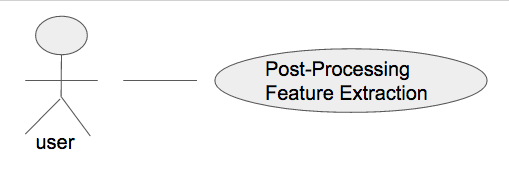 Post-Processing
Feature Extraction
user